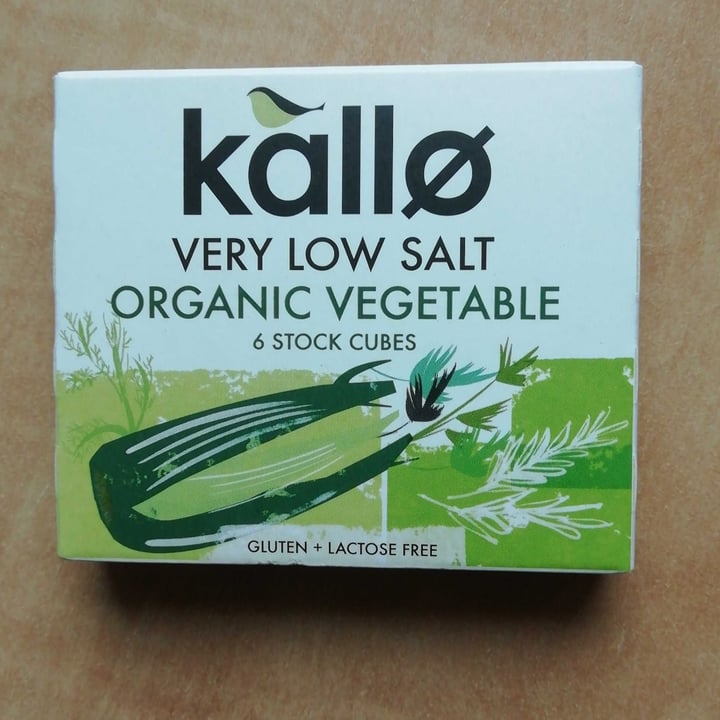 kallø
VERY LOW SALT
ORGANIC VEGETABLE
6 STOCK CUBES
GLUTEN + LACTOSE FREE